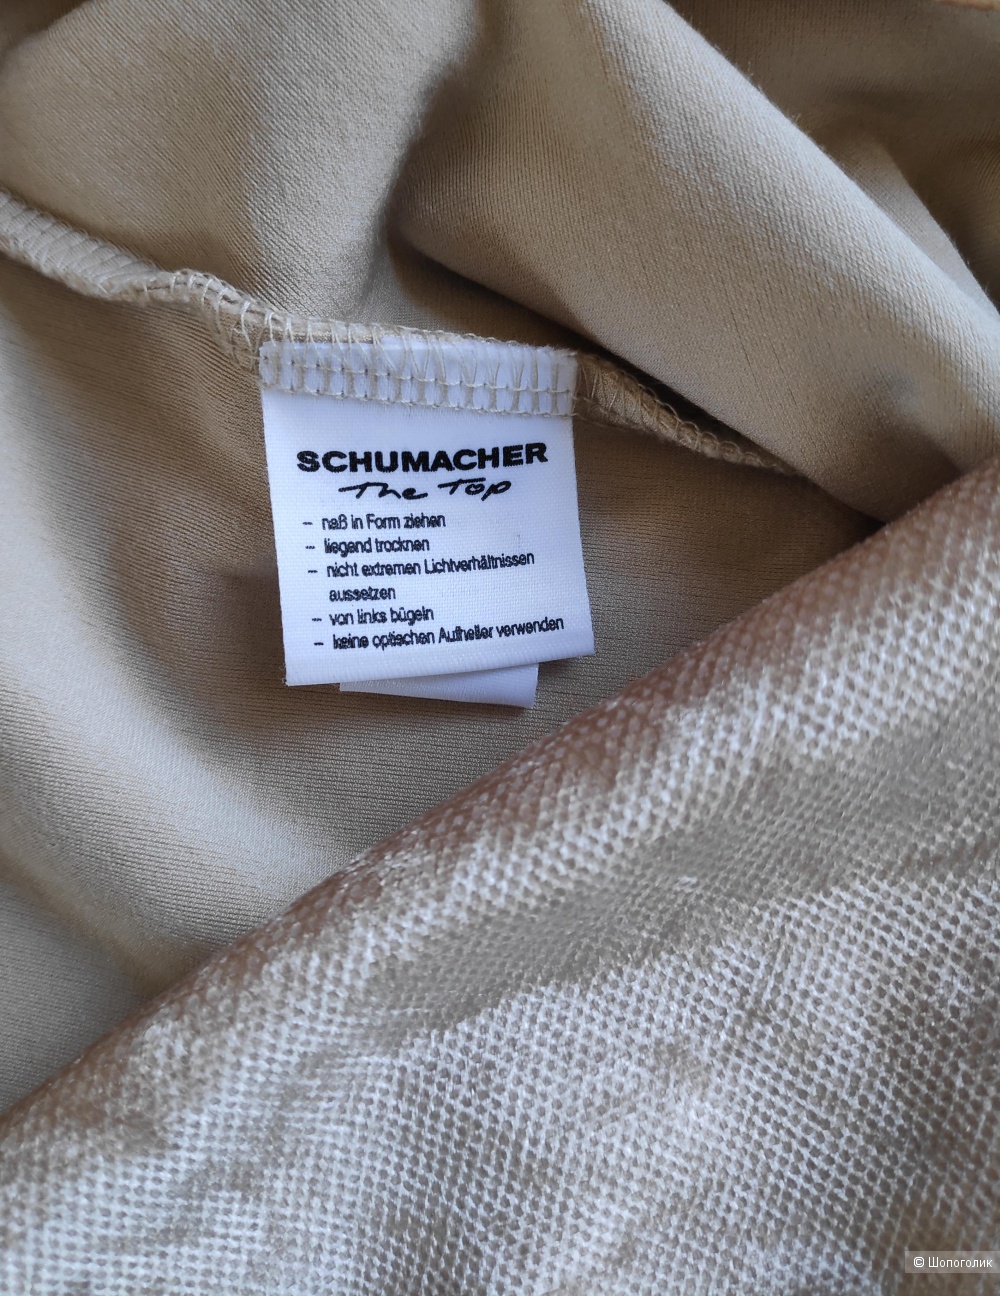 SCHUMACHER
The Top
– naß in Form ziehen
– liegend trocknen
– nicht extremen Lichtverhältnissen
aussetzen
– von links bügeln
– keine optischen Aufheller verwenden
© Шопоголик